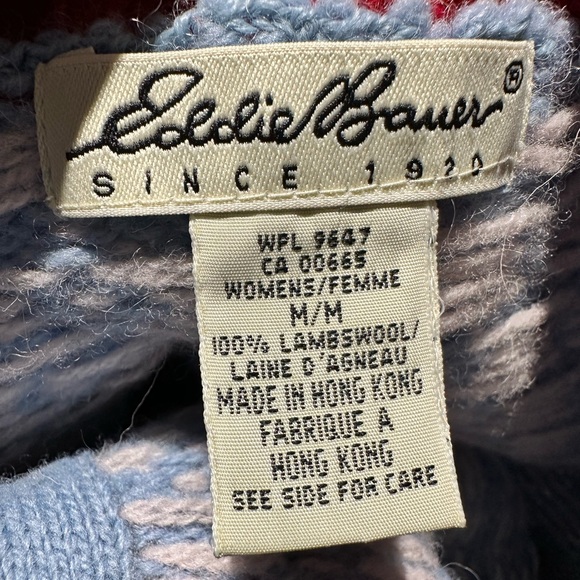 Eddie Bauer®
SINCE 1920
WPL 9647
CA 00665
WOMENS/FEMME
M/M
100% LAMBSWOOL/
LAINE D'AGNEAU
MADE IN HONG KONG
FABRIQUE A
HONG KONG
SEE SIDE FOR CARE